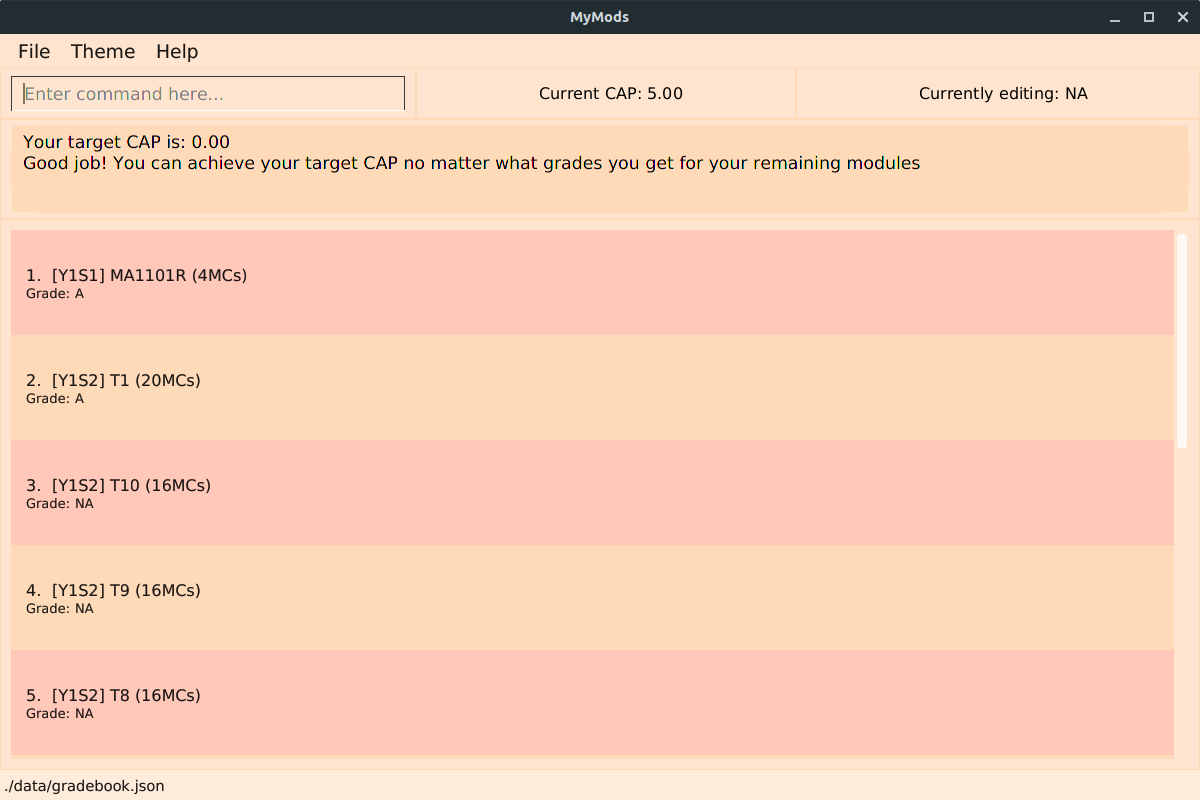 MyMods
File Theme Help
Enter command here...
Current CAP: 5.00
Currently editing: NA
Your target CAP is: 0.00
Good job! You can achieve your target CAP no matter what grades you get for your remaining modules
1. [Y1S1] MA1101R (4MCs)
Grade: A
2. [Y1S2] T1 (20MCs)
Grade: A
3. [Y1S2] T10 (16MCs)
Grade: NA
4. [Y1S2] T9 (16MCs)
Grade: NA
5. [Y1S2] T8 (16MCs)
Grade: NA
./data/gradebook.json